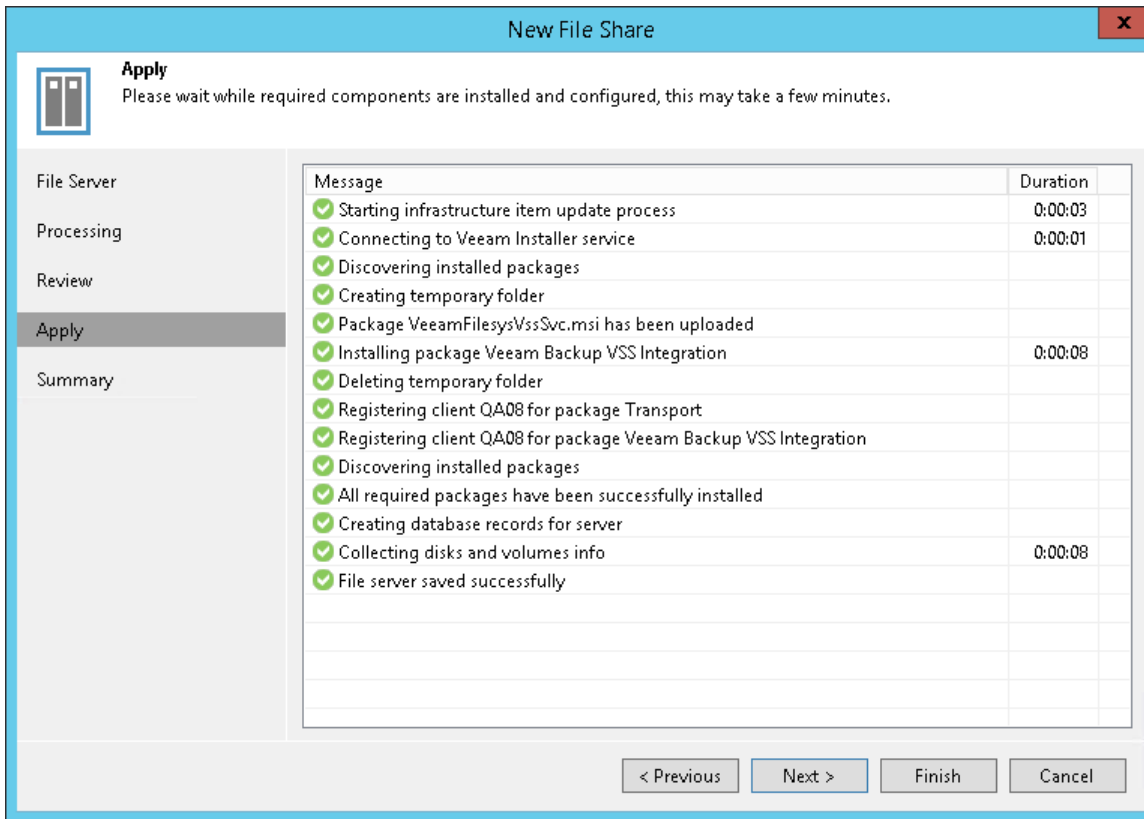 New File Share
x
Apply
Please wait while required components are installed and configured, this may take a few minutes.
File Server
Processing
Review
Apply
Summary
Message Duration
Starting infrastructure item update process 0:00:03
Connecting to Veeam Installer service 0:00:01
Discovering installed packages
Creating temporary folder
Package VeeamFilesysVssSvc.msi has been uploaded
Installing package Veeam Backup VSS Integration 0:00:08
Deleting temporary folder
Registering client QA08 for package Transport
Registering client QA08 for package Veeam Backup VSS Integration
Discovering installed packages
All required packages have been successfully installed
Creating database records for server
Collecting disks and volumes info 0:00:08
File server saved successfully
< Previous Next > Finish Cancel